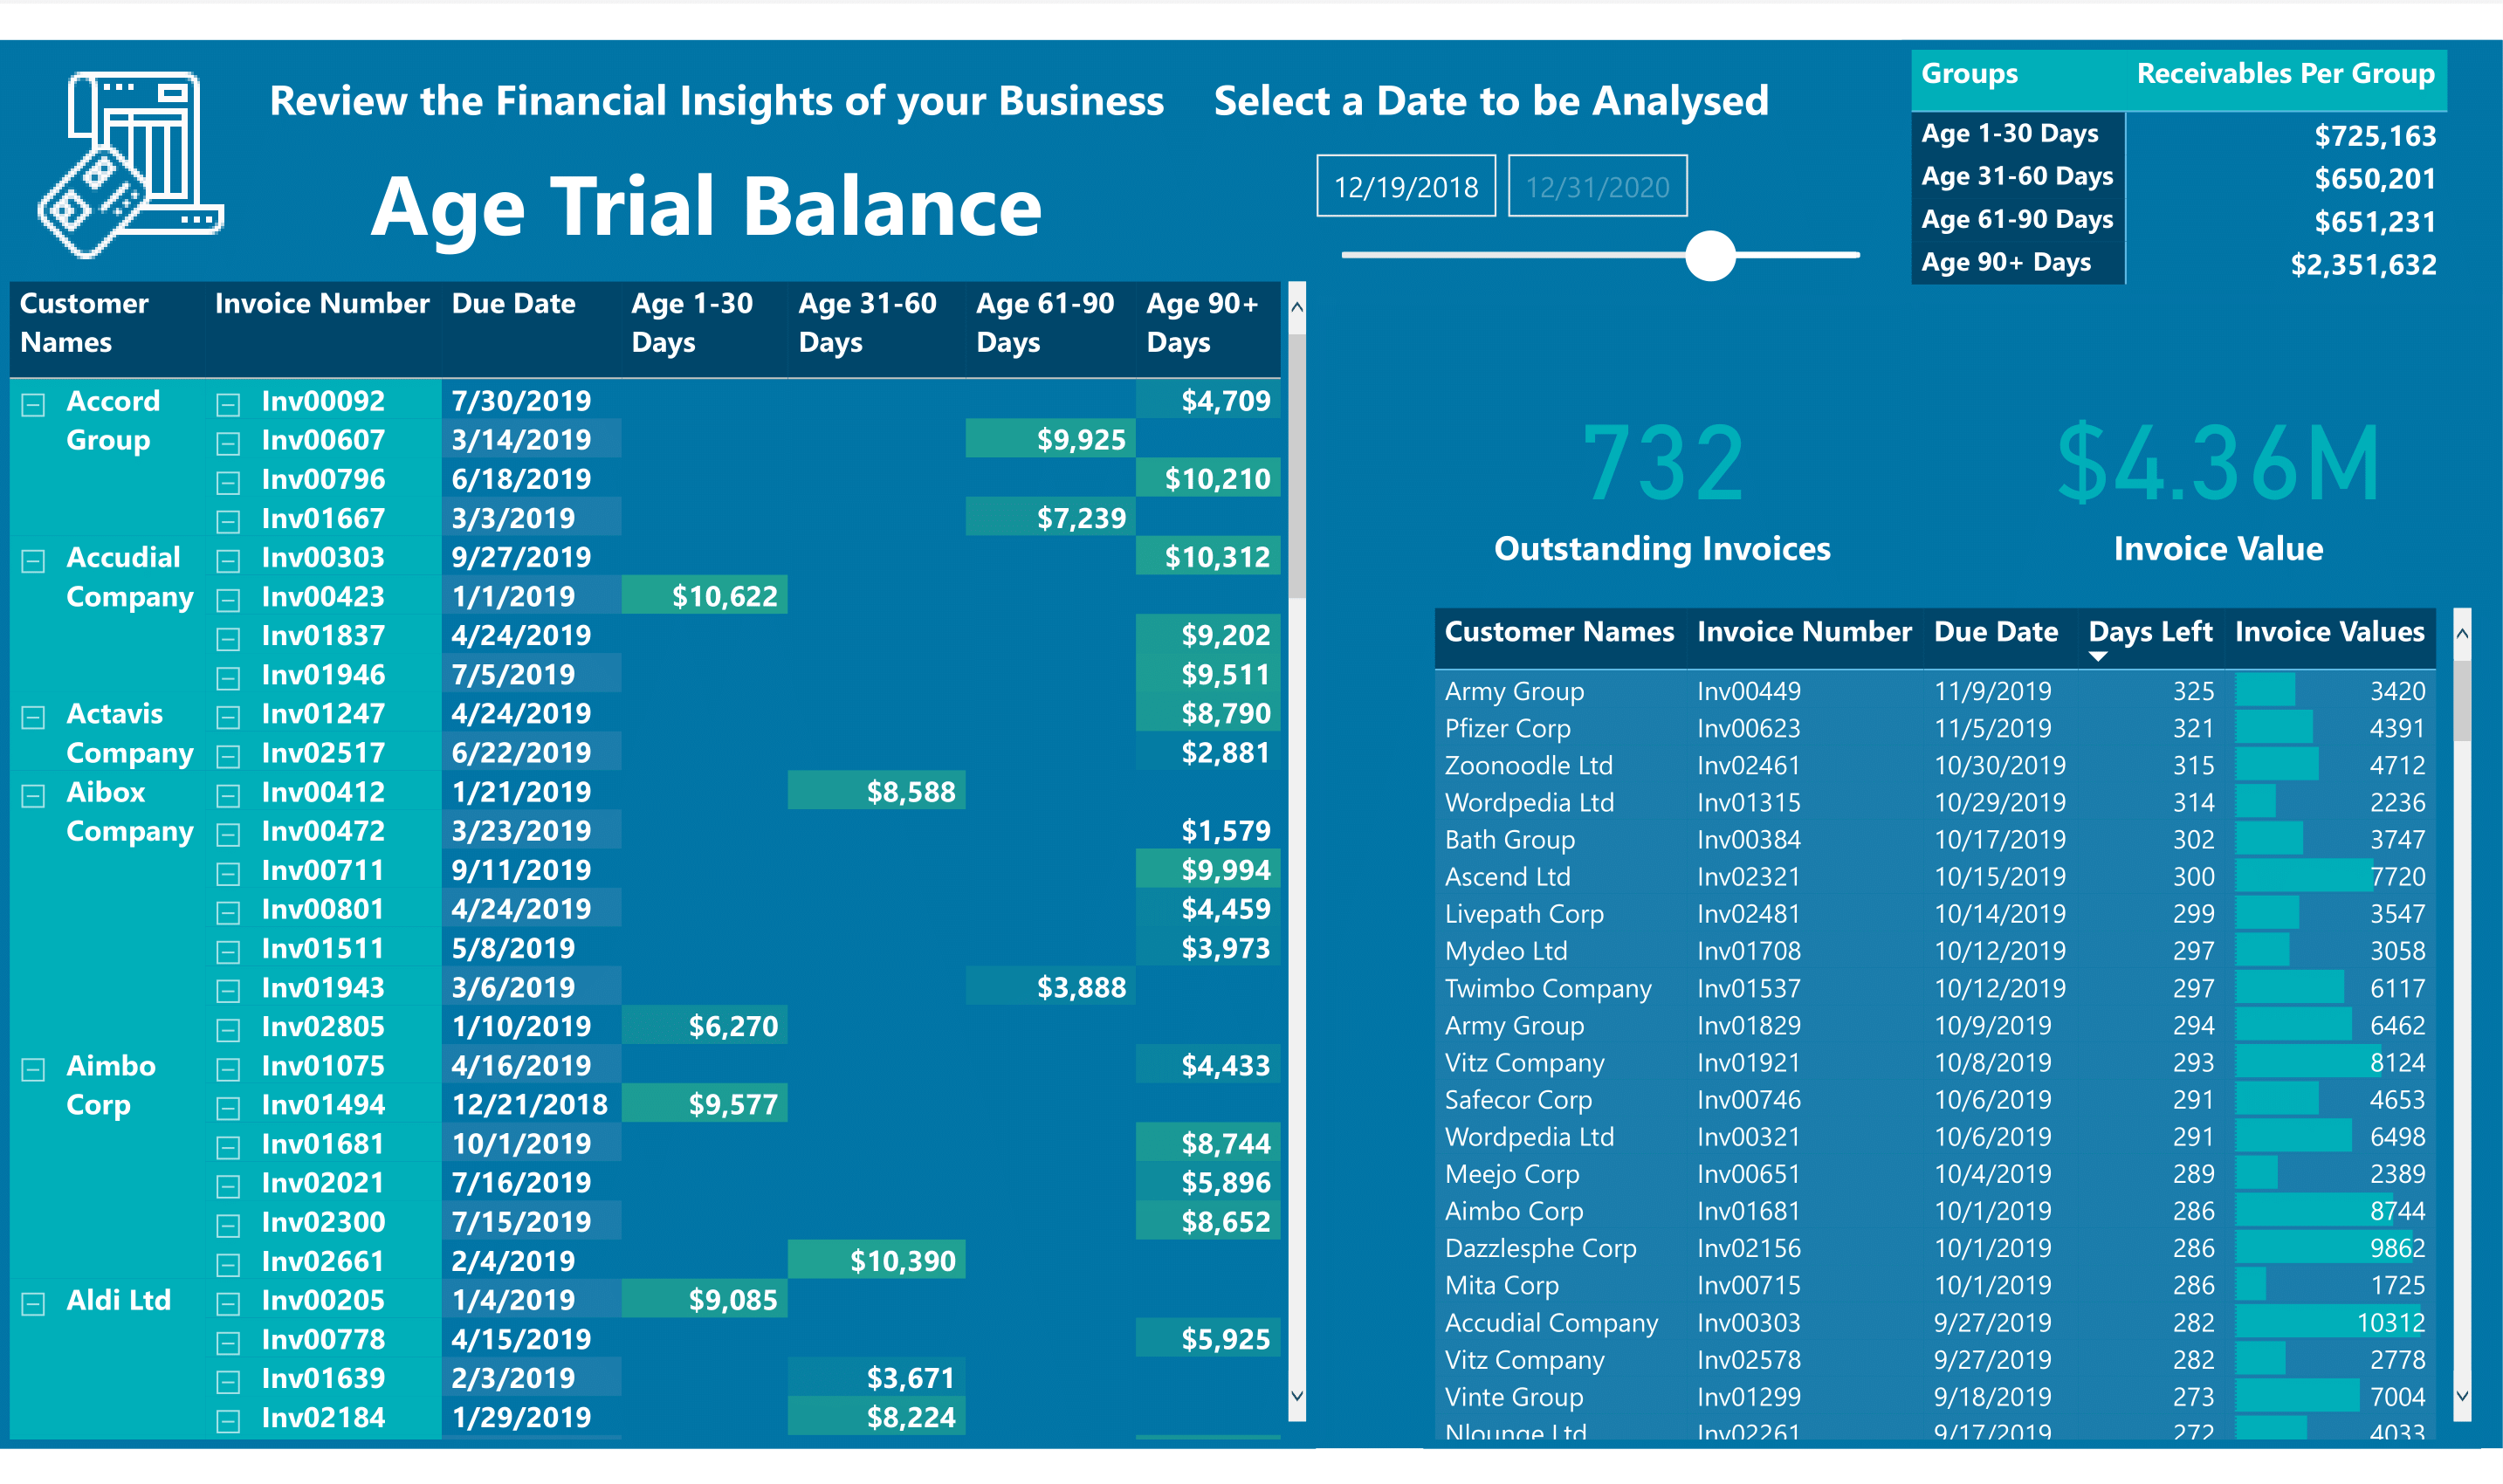 Review the Financial Insights of your Business
Age Trial Balance
Select a Date to be Analysed
12/19/2018 12/31/2020
Groups Receivables Per Group
Age 1-30 Days $725,163
Age 31-60 Days $650,201
Age 61-90 Days $651,231
Age 90+ Days $2,351,632
Customer Names Invoice Number Due Date Age 1-30 Days Age 31-60 Days Age 61-90 Days Age 90+ Days
Accord Group Inv00092 7/30/2019 $4,709
Inv00607 3/14/2019 $9,925
Inv00796 6/18/2019 $10,210
Inv01667 3/3/2019 $7,239
Accudial Company Inv00303 9/27/2019 $10,312
Inv00423 1/1/2019 $10,622
Inv01837 4/24/2019 $9,202
Inv01946 7/5/2019 $9,511
Actavis Company Inv01247 4/24/2019 $8,790
Inv02517 6/22/2019 $2,881
Aibox Company Inv00412 1/21/2019 $8,588
Inv00472 3/23/2019 $1,579
Inv00711 9/11/2019 $9,994
Inv00801 4/24/2019 $4,459
Inv01511 5/8/2019 $3,973
Inv01943 3/6/2019 $3,888
Inv02805 1/10/2019 $6,270
Aimbo Corp Inv01075 4/16/2019 $4,433
Inv01494 12/21/2018 $9,577
Inv01681 10/1/2019 $8,744
Inv02021 7/16/2019 $5,896
Inv02300 7/15/2019 $8,652
Inv02661 2/4/2019 $10,390
Aldi Ltd Inv00205 1/4/2019 $9,085
Inv00778 4/15/2019 $5,925
Inv01639 2/3/2019 $3,671
Inv02184 1/29/2019 $8,224
732
Outstanding Invoices
$4.36M
Invoice Value
Customer Names Invoice Number Due Date Days Left Invoice Values
Army Group Inv00449 11/9/2019 325 3420
Pfizer Corp Inv00623 11/5/2019 321 4391
Zoonoodle Ltd Inv02461 10/30/2019 315 4712
Wordpedia Ltd Inv01315 10/29/2019 314 2236
Bath Group Inv00384 10/17/2019 302 3747
Ascend Ltd Inv02321 10/15/2019 300 7720
Livepath Corp Inv02481 10/14/2019 299 3547
Mydeo Ltd Inv01708 10/12/2019 297 3058
Twimbo Company Inv01537 10/12/2019 297 6117
Army Group Inv01829 10/9/2019 294 6462
Vitz Company Inv01921 10/8/2019 293 8124
Safecor Corp Inv00746 10/6/2019 291 4653
Wordpedia Ltd Inv00321 10/6/2019 291 6498
Meejo Corp Inv00651 10/4/2019 289 2389
Aimbo Corp Inv01681 10/1/2019 286 8744
Dazzlesphe Corp Inv02156 10/1/2019 286 9862
Mita Corp Inv00715 10/1/2019 286 1725
Accudial Company Inv00303 9/27/2019 282 10312
Vitz Company Inv02578 9/27/2019 282 2778
Vinte Group Inv01299 9/18/2019 273 7004
Nlounge Ltd Inv02261 9/17/2019 272 4033